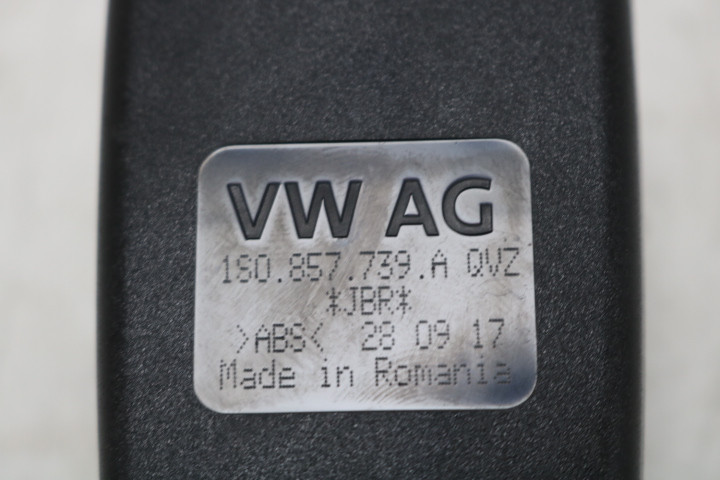 VW AG
1S0.857.739.A QVZ
*JBR*
>ABS< 28 09 17
Made in Romania